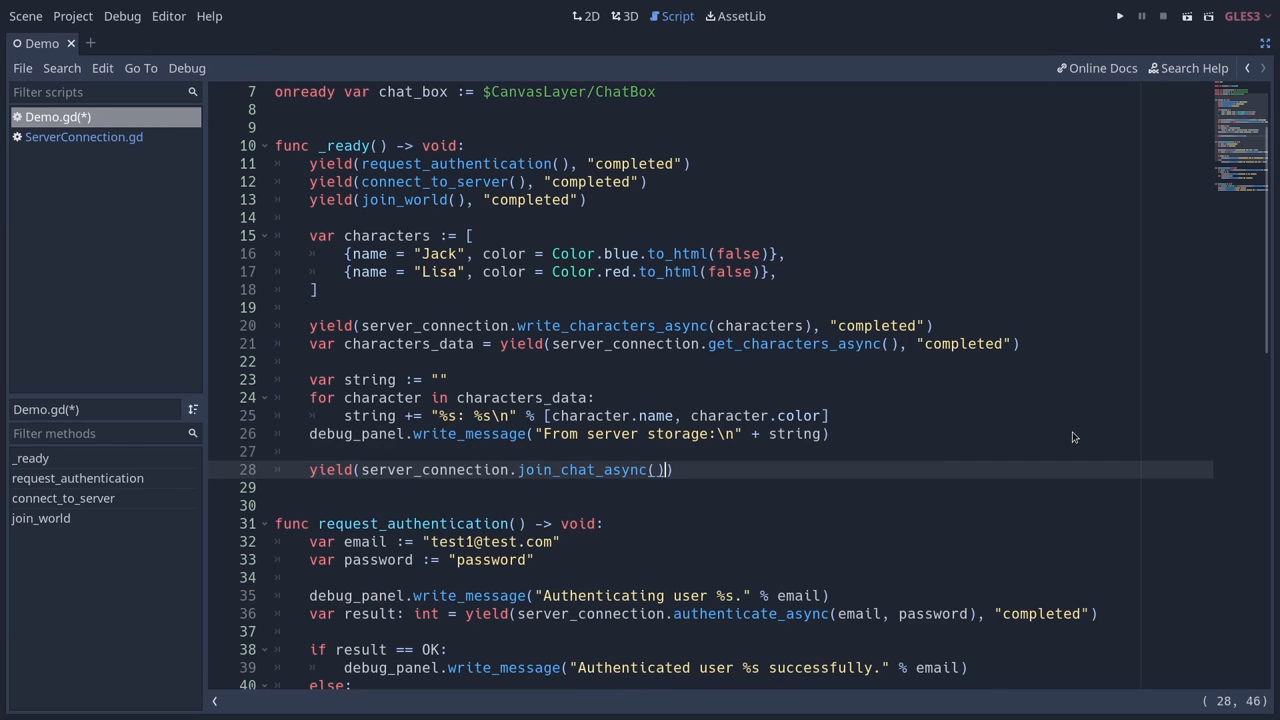 Scene Project Debug Editor Help 2D 3D Script AssetLib GLES3
Demo
File Search Edit Go To Debug Online Docs Search Help
Filter scripts
Demo.gd(*)
ServerConnection.gd
Demo.gd(*)
Filter methods
_ready
request_authentication
connect_to_server
join_world
7 onready var chat_box := $CanvasLayer/ChatBox
8
9
10 func _ready() -> void:
11 yield(request_authentication(), "completed")
12 yield(connect_to_server(), "completed")
13 yield(join_world(), "completed")
14
15 var characters := [
16 {name = "Jack", color = Color.blue.to_html(false)},
17 {name = "Lisa", color = Color.red.to_html(false)},
18 ]
19
20 yield(server_connection.write_characters_async(characters), "completed")
21 var characters_data = yield(server_connection.get_characters_async(), "completed")
22
23 var string := ""
24 for character in characters_data:
25 string += "%s: %s\n" % [character.name, character.color]
26 debug_panel.write_message("From server storage:\n" + string)
27
28 yield(server_connection.join_chat_async())
29
30
31 func request_authentication() -> void:
32 var email := "test1@test.com"
33 var password := "password"
34
35 debug_panel.write_message("Authenticating user %s." % email)
36 var result: int = yield(server_connection.authenticate_async(email, password), "completed")
37
38 if result == OK:
39 debug_panel.write_message("Authenticated user %s successfully." % email)
40 else:
( 28, 46)